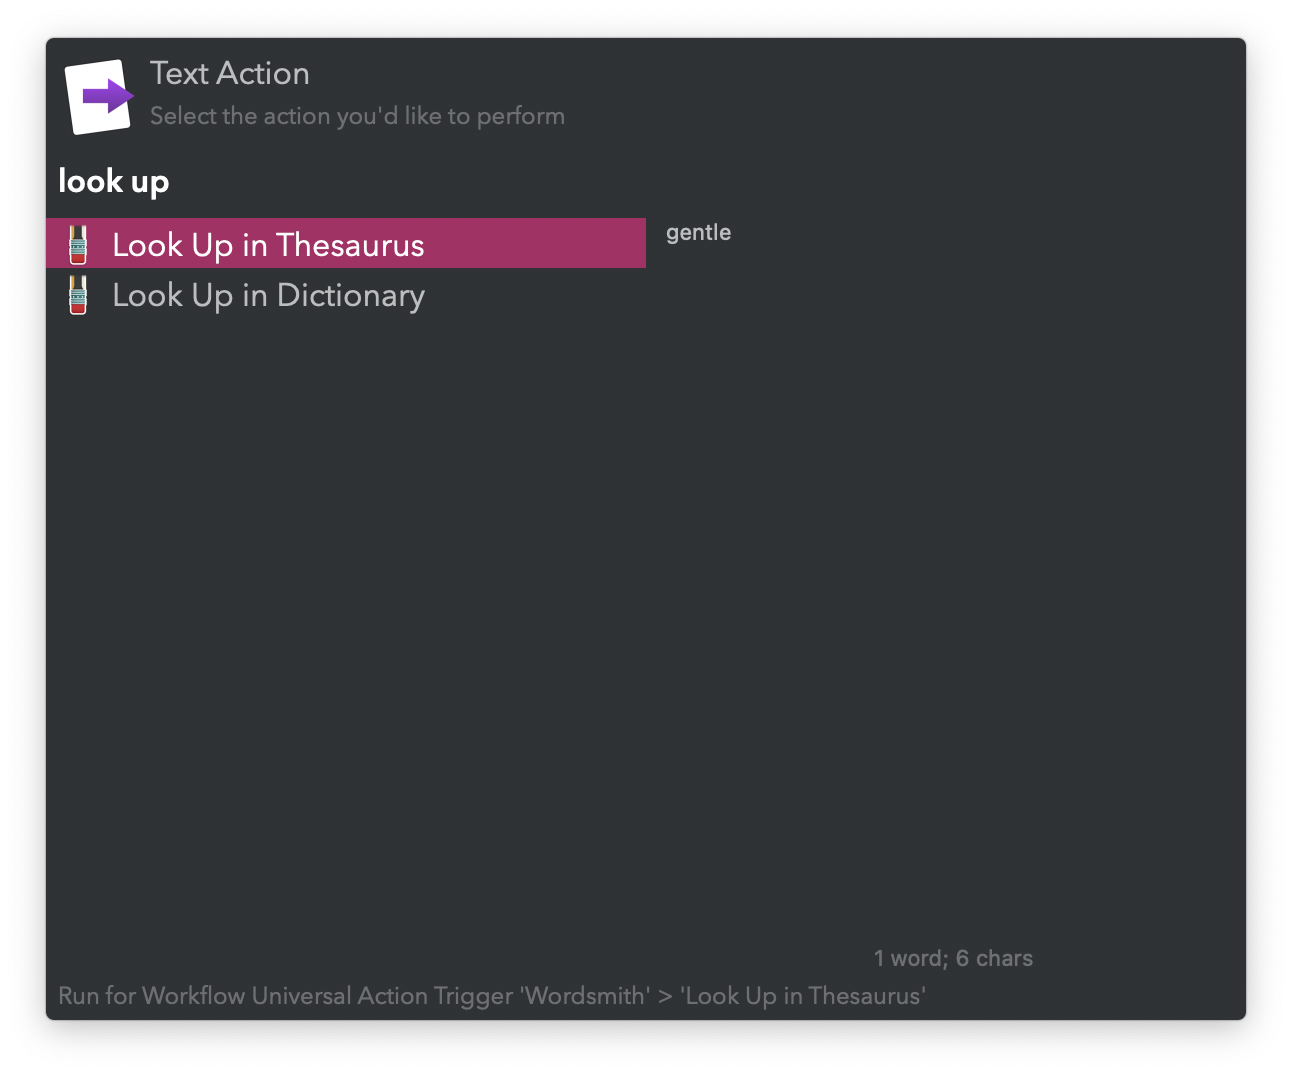 Text Action
Select the action you'd like to perform
look up
Look Up in Thesaurus
gentle
Look Up in Dictionary
1 word; 6 chars
Run for Workflow Universal Action Trigger 'Wordsmith' > 'Look Up in Thesaurus'